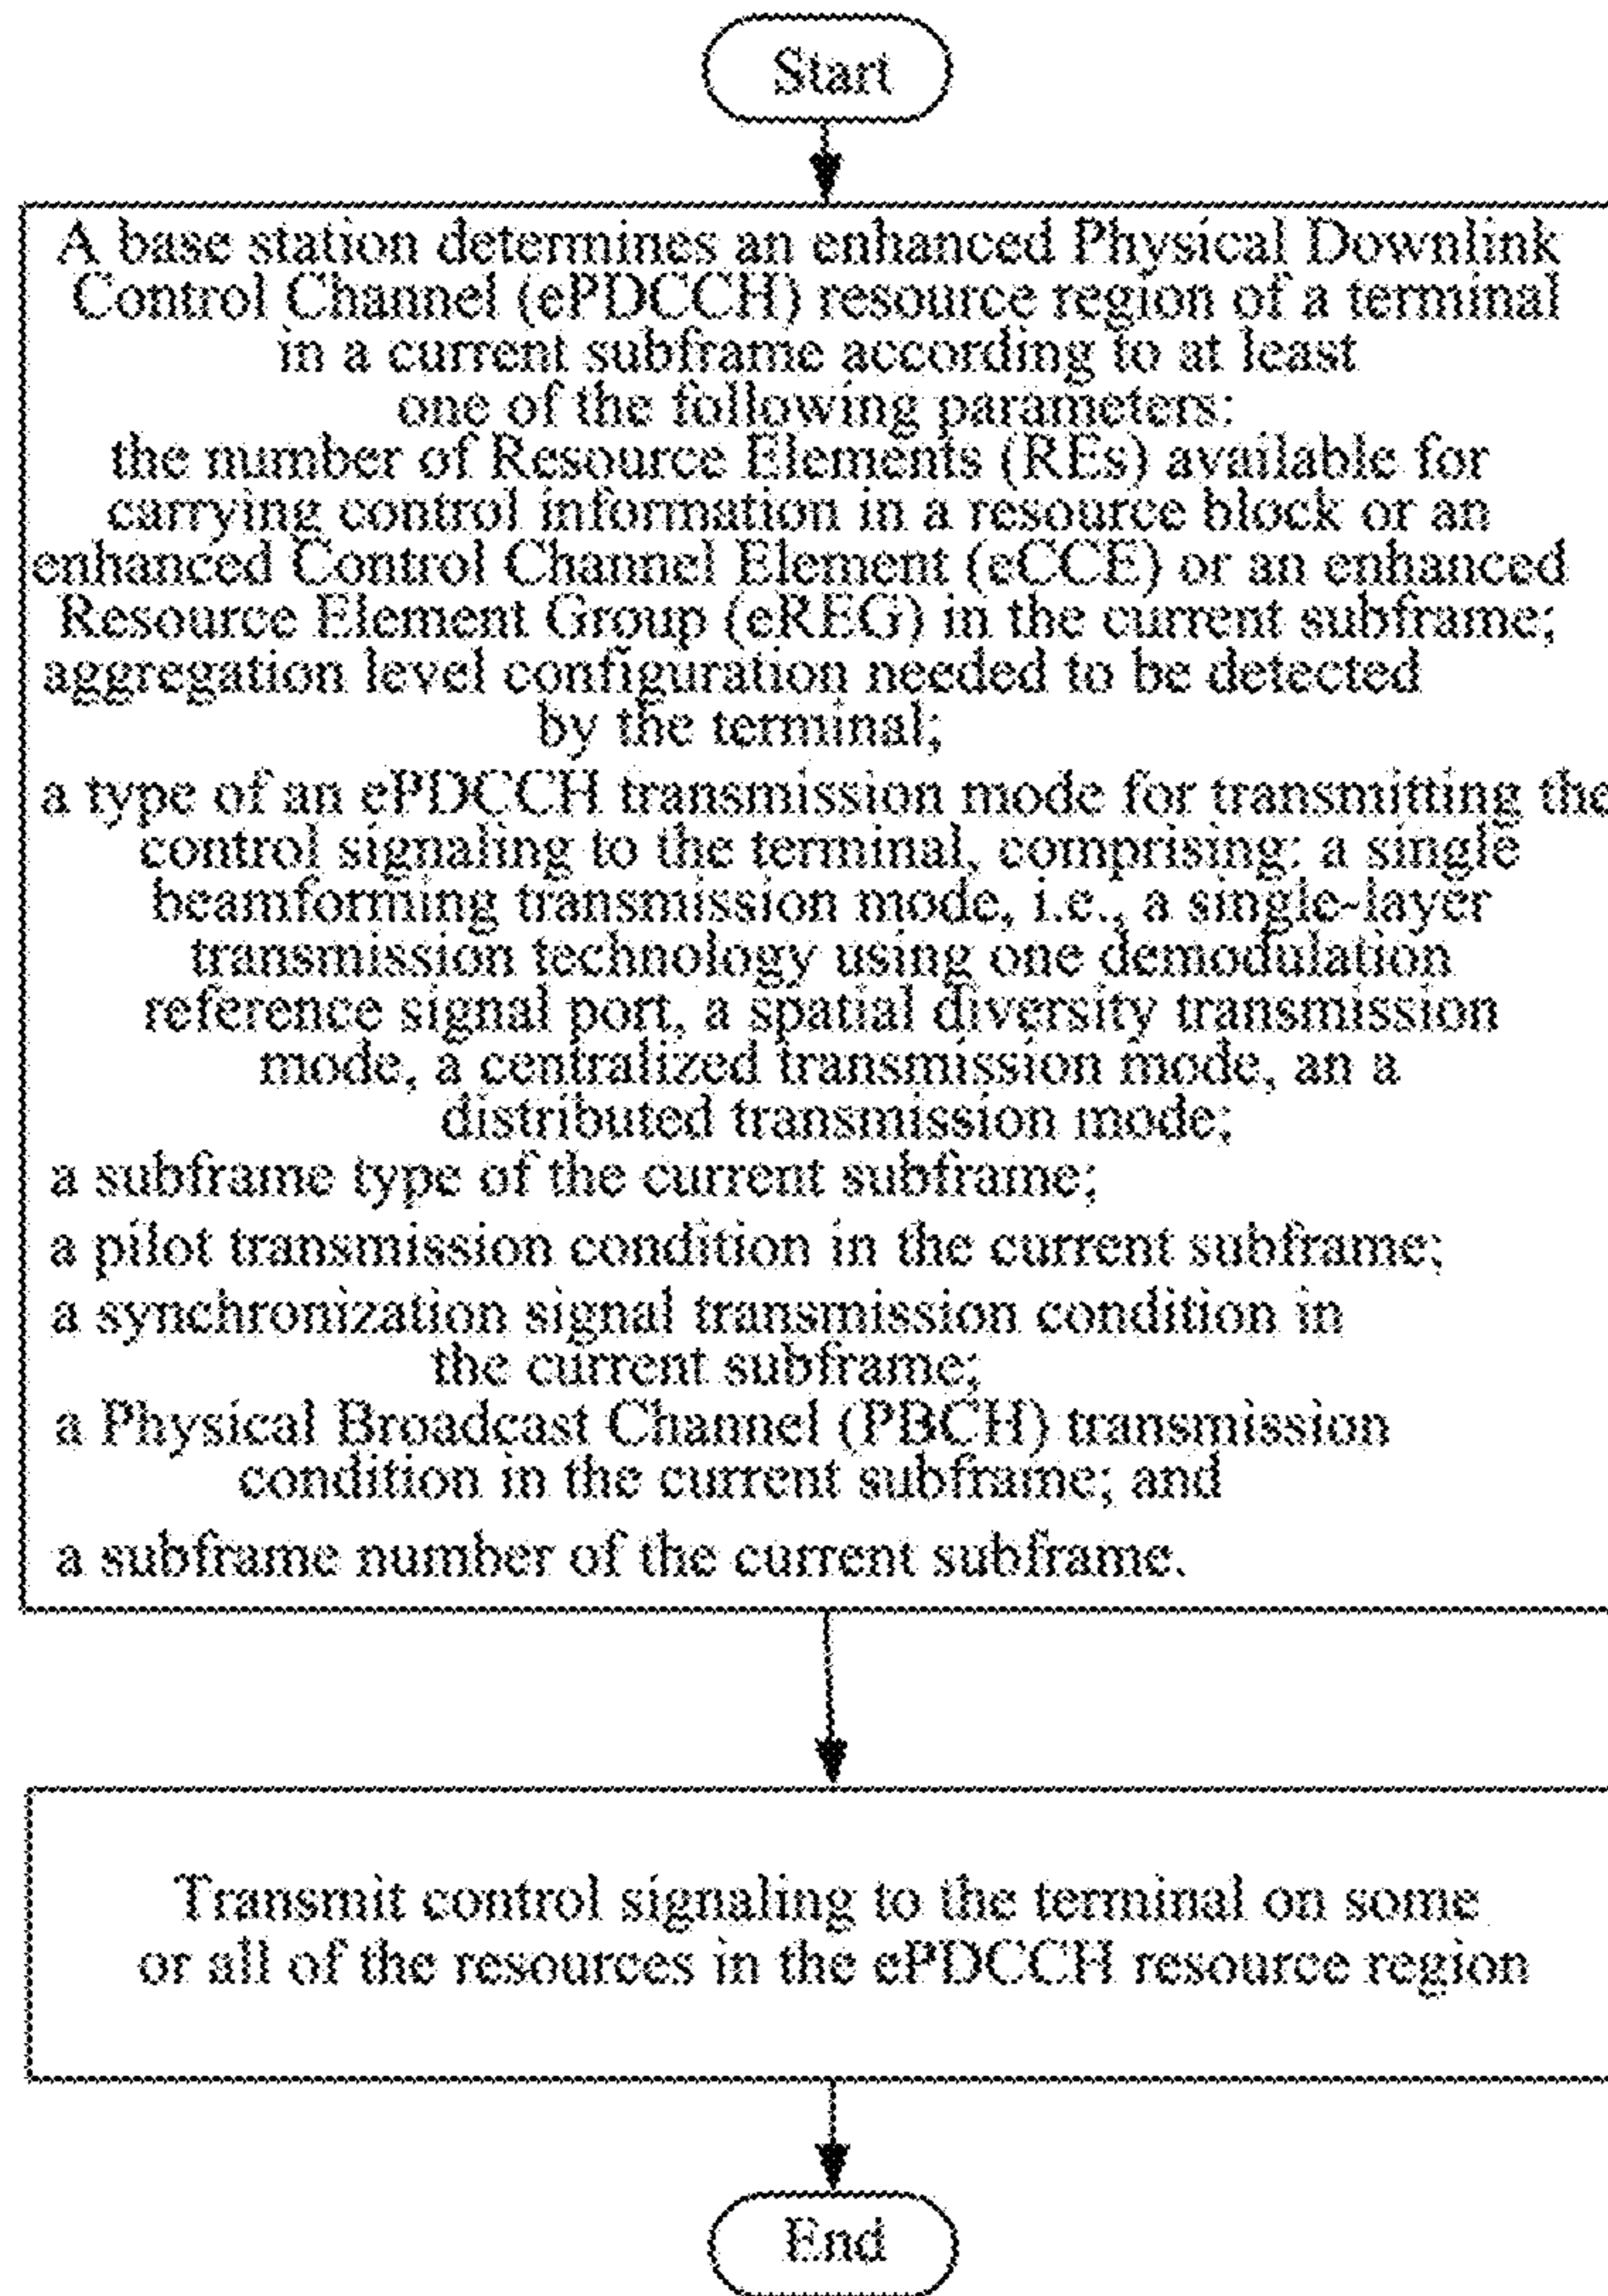 Start
A base station determines an enhanced Physical Downlink
Control Channel (ePDCCH) resource region of a terminal
in a current subframe according to at least
one of the following parameters:
the number of Resource Elements (REs) available for
carrying control information in a resource block or an
enhanced Control Channel Element (eCCE) or an enhanced
Resource Element Group (eREG) in the current subframe;
aggregation level configuration needed to be detected
by the terminal;
a type of an ePDCCH transmission mode for transmitting the
control signaling to the terminal, comprising: a single
beamforming transmission mode, i.e., a single-layer
transmission technology using one demodulation
reference signal port, a spatial diversity transmission
mode, a centralized transmission mode, an a
distributed transmission mode;
a subframe type of the current subframe;
a pilot transmission condition in the current subframe;
a synchronization signal transmission condition in
the current subframe;
a Physical Broadcast Channel (PBCH) transmission
condition in the current subframe; and
a subframe number of the current subframe.
Transmit control signaling to the terminal on some
or all of the resources in the ePDCCH resource region
End